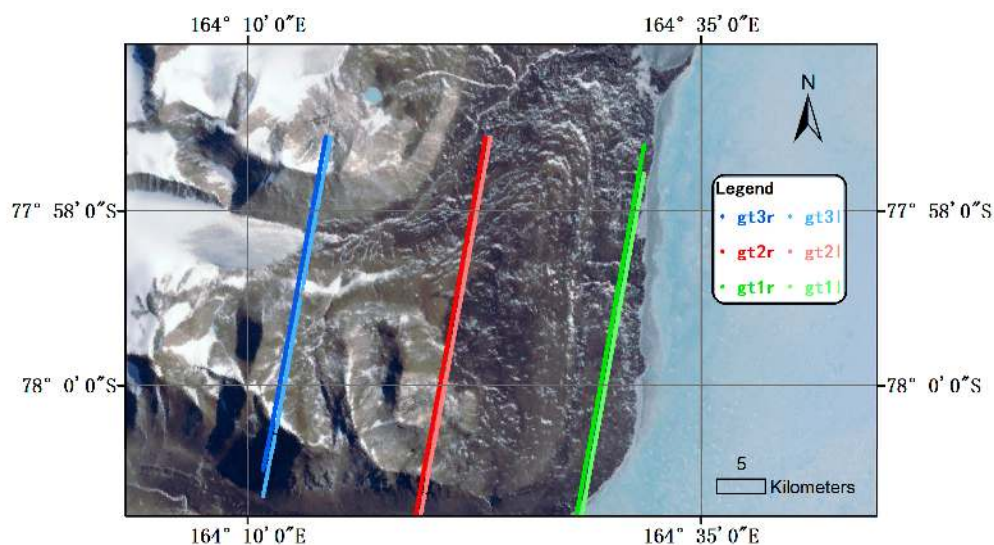 164° 10′0″E 164° 35′0″E
N
Legend
gt3r gt3l
77° 58′0″S 77° 58′0″S
gt2r gt2l
gt1r gt1l
78° 0′0″S 78° 0′0″S
5
Kilometers
164° 10′0″E 164° 35′0″E